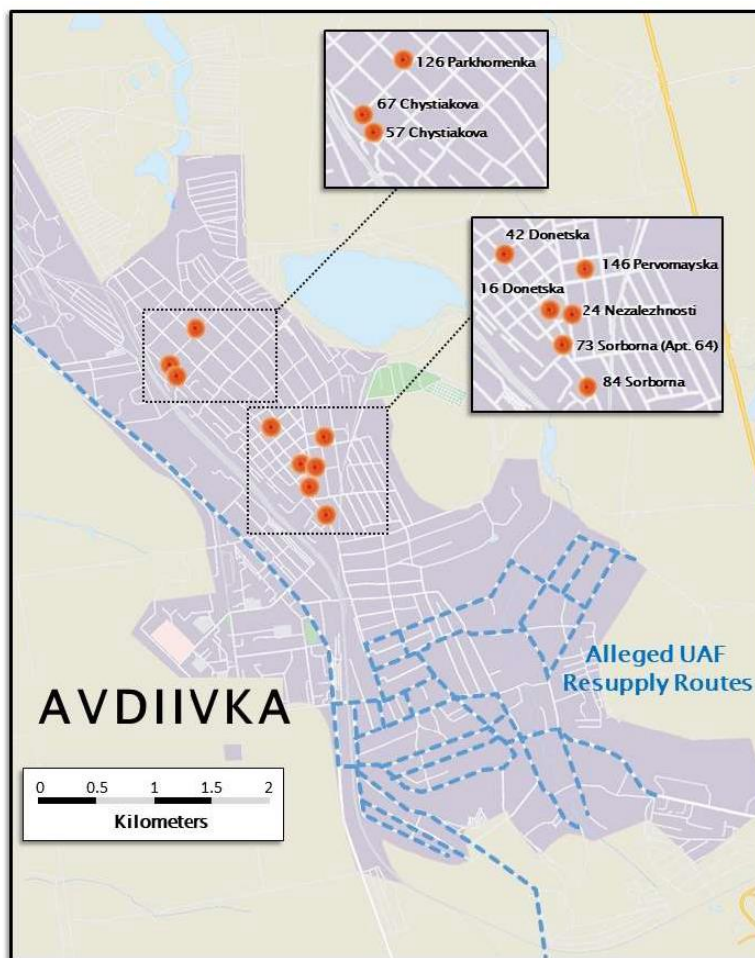 126 Parkhomenka
67 Chystiakova
57 Chystiakova
42 Donetska
146 Pervomayska
16 Donetska
24 Nezalezhnosti
73 Sorborna (Apt. 64)
84 Sorborna
Alleged UAF
Resupply Routes
AVDIIVKA
0 0.5 1 1.5 2
Kilometers